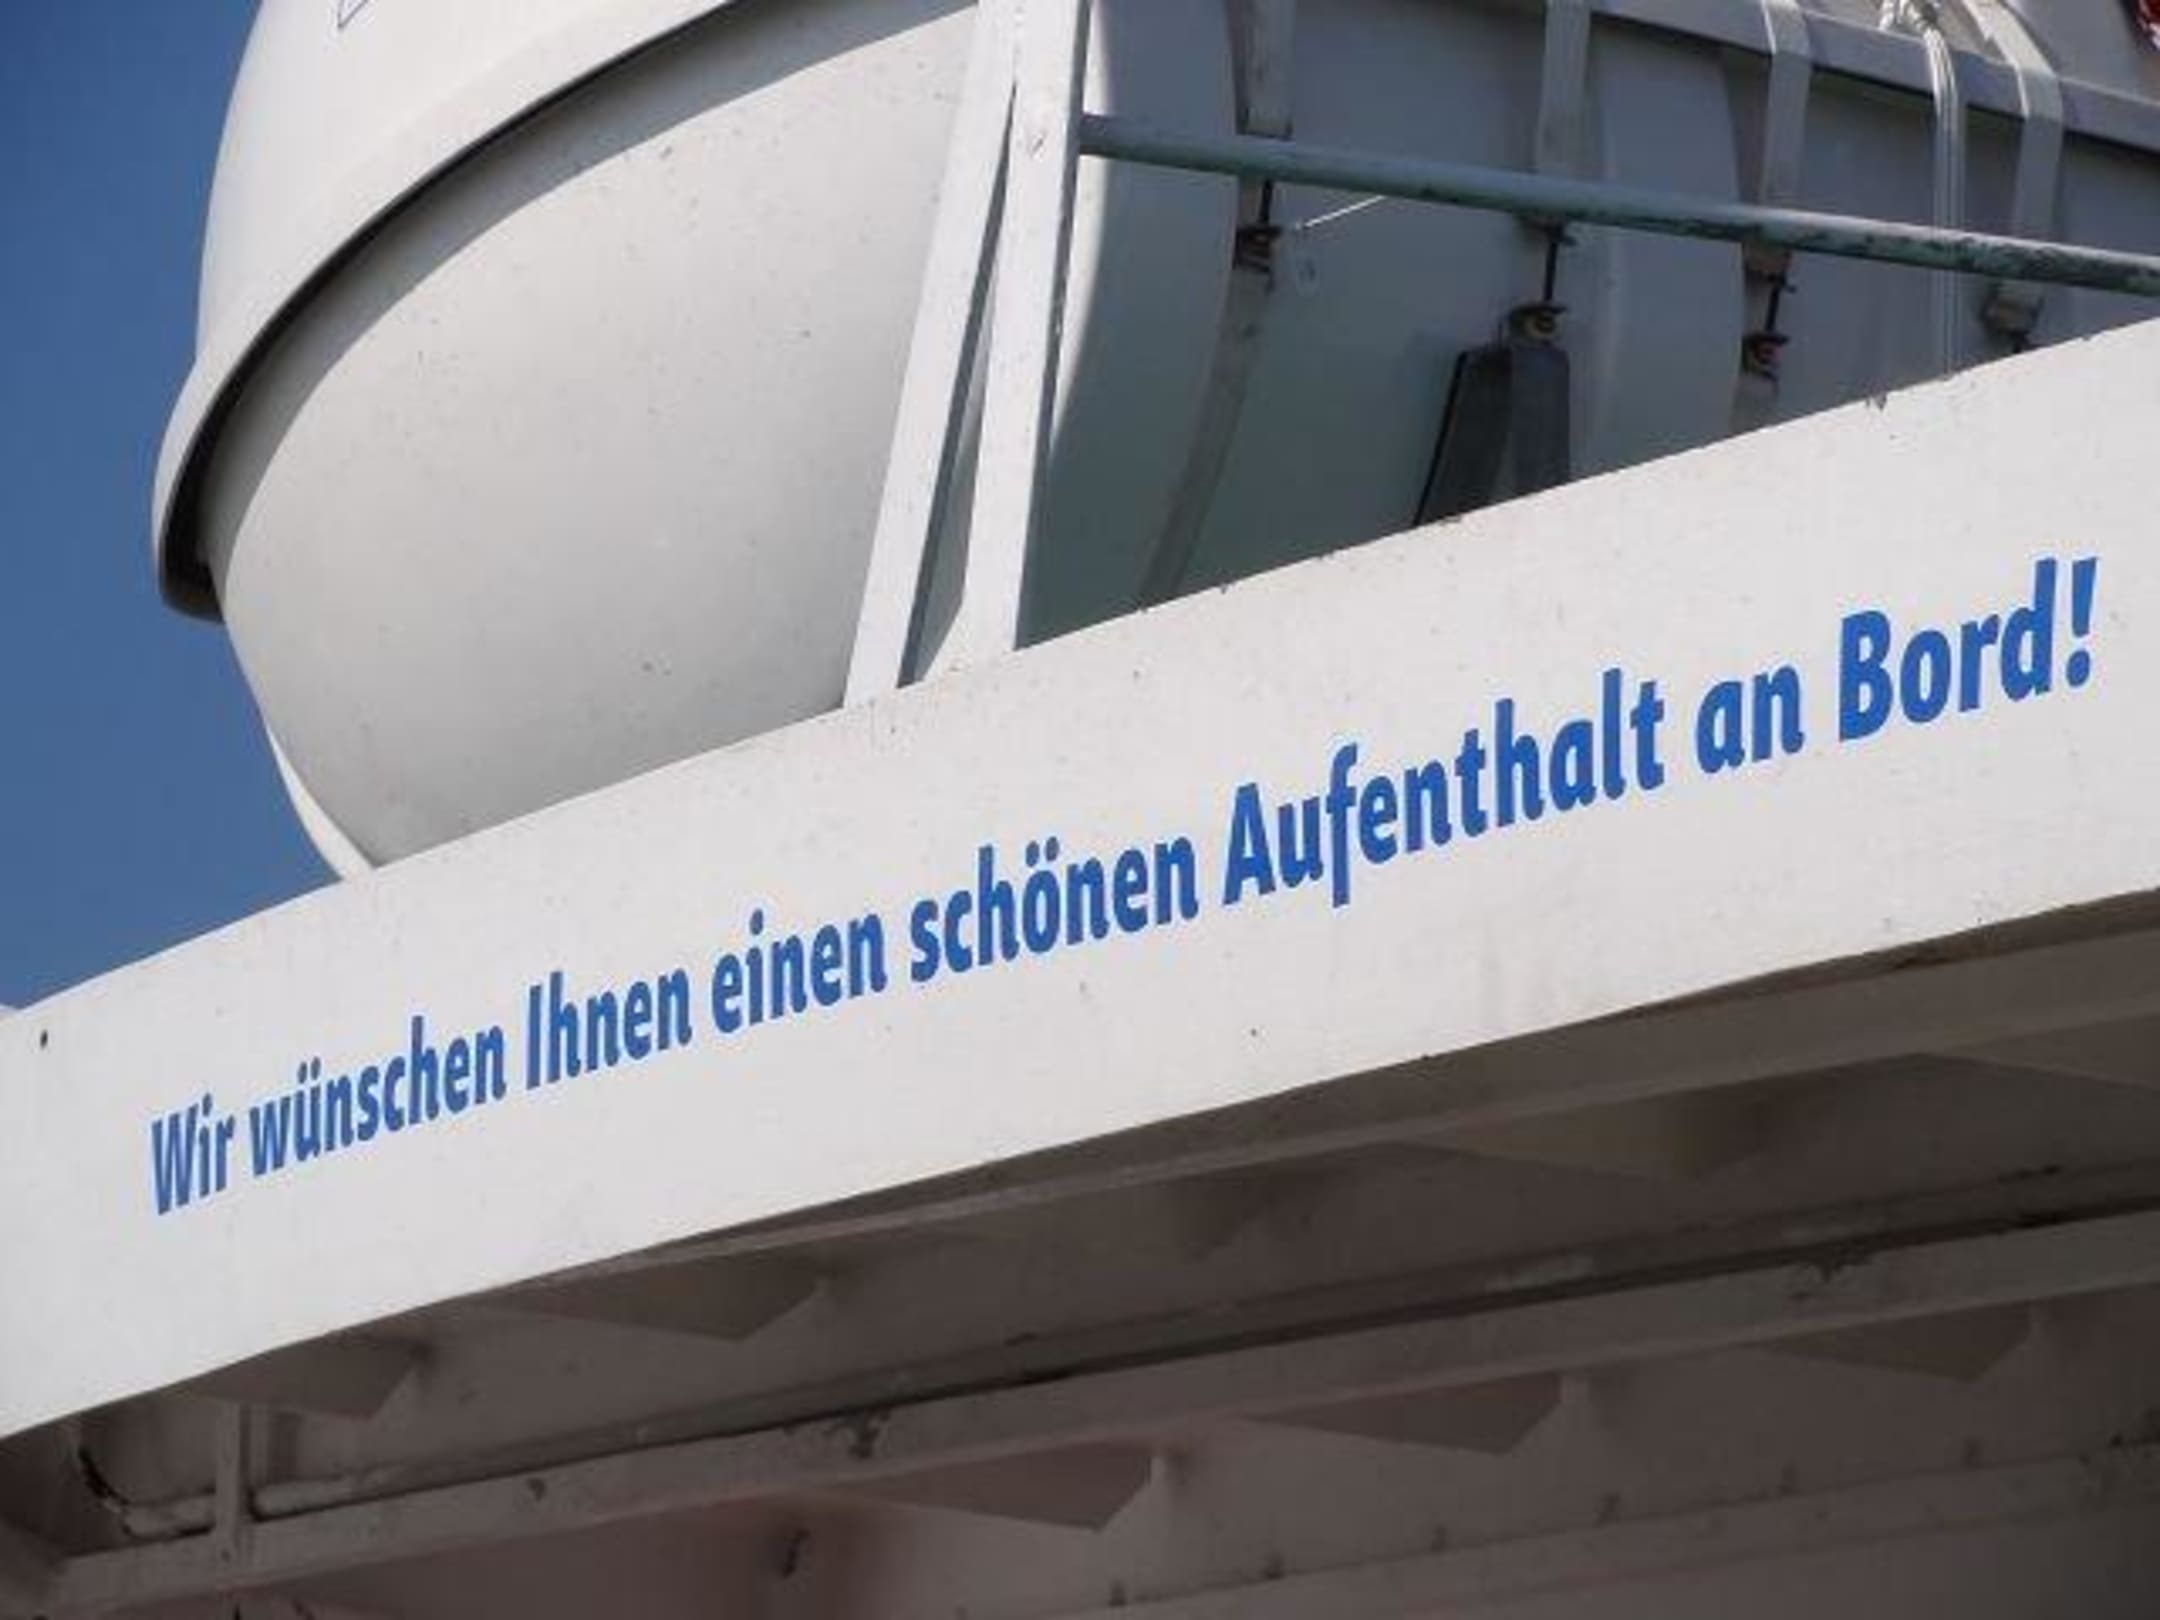 Wir wünschen Ihnen einen schönen Aufenthalt an Bord!